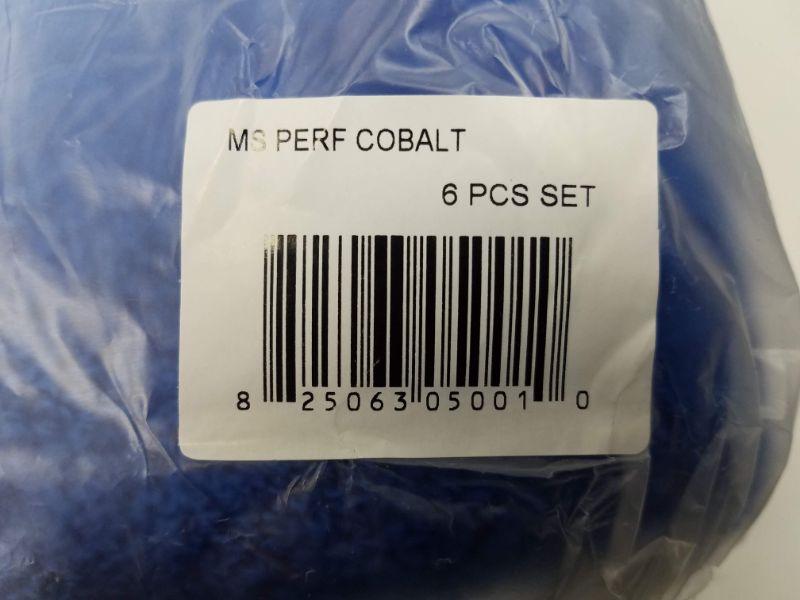 MS PERF COBALT
6 PCS SET
8 25063 05001 0